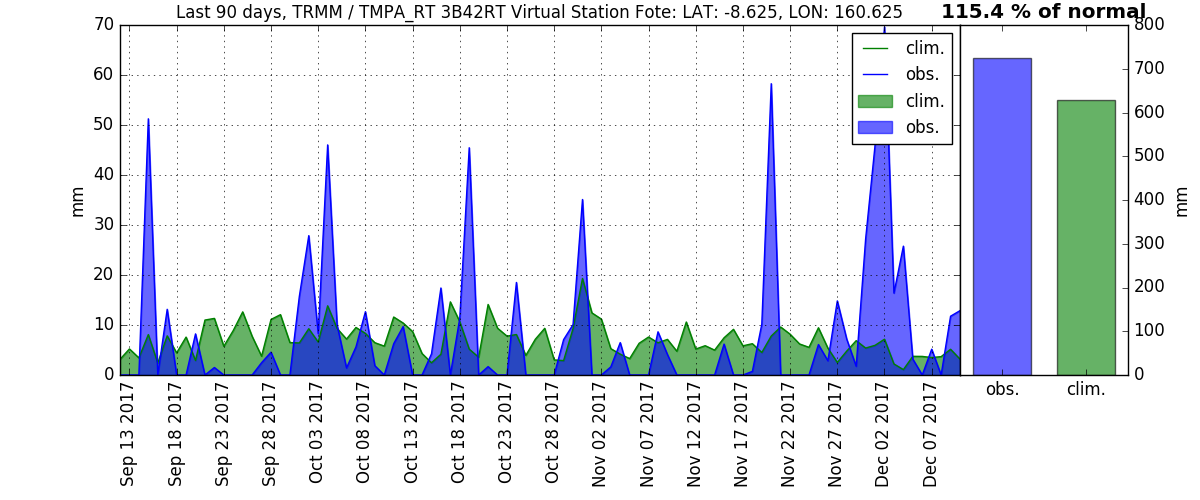 Last 90 days, TRMM / TMPA_RT 3B42RT Virtual Station Fote: LAT: -8.625, LON: 160.625
115.4 % of normal
70
60
50
40
30
20
10
0
mm
clim.
obs.
clim.
obs.
800
700
600
500
400
300
200
100
0
mm
Sep 13 2017
Sep 18 2017
Sep 23 2017
Sep 28 2017
Oct 03 2017
Oct 08 2017
Oct 13 2017
Oct 18 2017
Oct 23 2017
Oct 28 2017
Nov 02 2017
Nov 07 2017
Nov 12 2017
Nov 17 2017
Nov 22 2017
Nov 27 2017
Dec 02 2017
Dec 07 2017
obs.
clim.